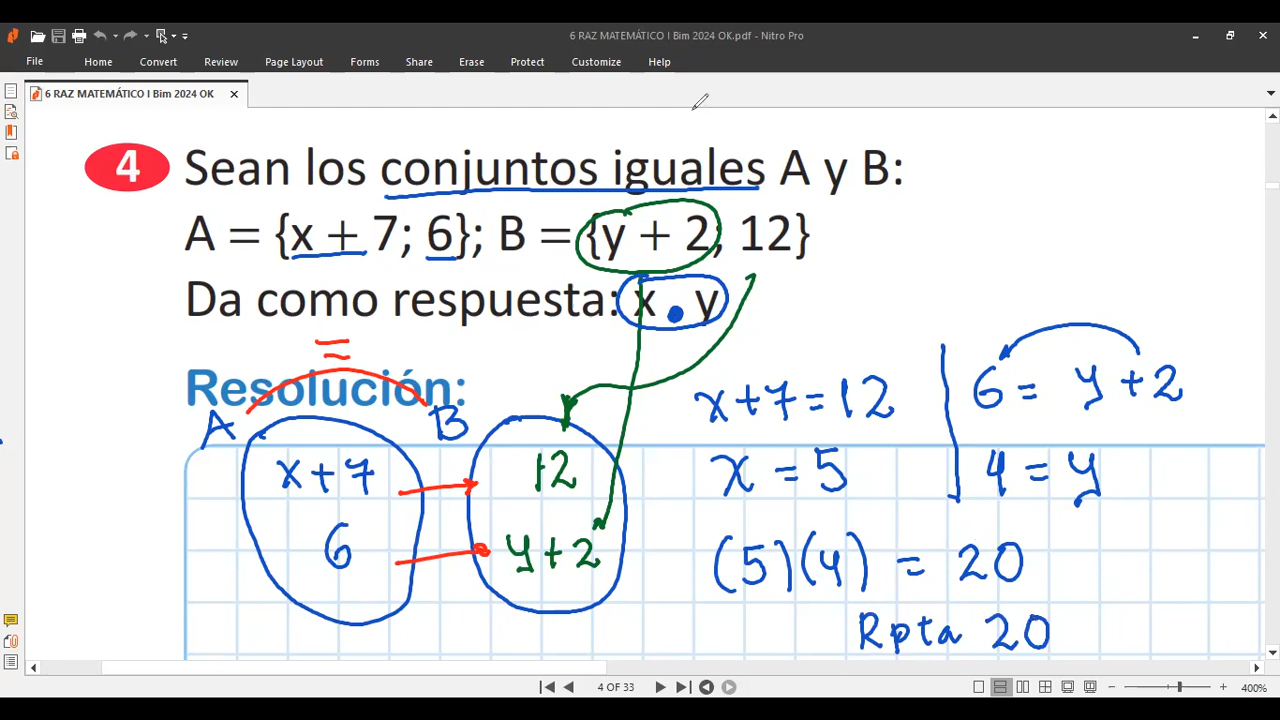 6 RAZ MATEMÁTICO I Bim 2024 OK.pdf - Nitro Pro
File Home Convert Review Page Layout Forms Share Erase Protect Customize Help
6 RAZ MATEMÁTICO I Bim 2024 OK
4 Sean los conjuntos iguales A y B:
A = {x + 7; 6}; B = {y + 2; 12}
Da como respuesta: x . y
=
Resolución:
A B
x+7 12
6 y+2
x+7=12 6= y+2
x = 5 4 = y
(5)(4) = 20
Rpta 20
4 OF 33
400%